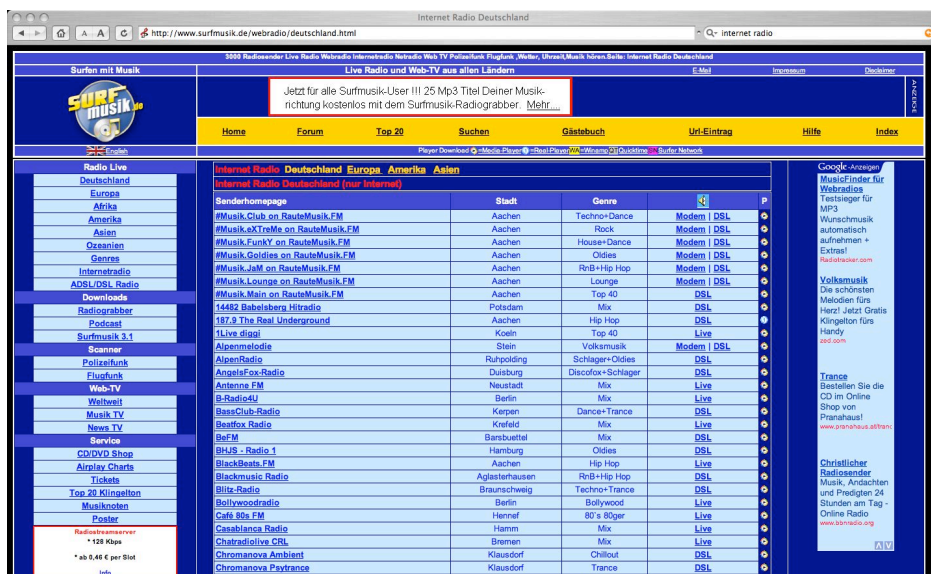 Internet Radio Deutschland
A A C http://www.surfmusik.de/webradio/deutschland.html internet radio
3000 Radiosender Live Radio Webradio Internetradio Netradio Web TV Polizeifunk Flugfunk ,Wetter, Uhrzeit,Musik hören.Seite: Internet Radio Deutschland
Surfen mit Musik Live Radio und Web-TV aus allen Ländern E-Mail Impressum Disclaimer
SURF musik.de
Jetzt für alle Surfmusik-User !!! 25 Mp3 Titel Deiner Musik-
richtung kostenlos mit dem Surfmusik-Radiograbber. Mehr....
ANZEIGE
Home Forum Top 20 Suchen Gästebuch Url-Eintrag Hilfe Index
English
Player Download =Media-Player =Real-Player WA =Winamp QT Quicktime Surfer Network
Radio Live
Deutschland
Europa
Afrika
Amerika
Asien
Ozeanien
Genres
Internetradio
ADSL/DSL Radio
Downloads
Radiograbber
Podcast
Surfmusik 3.1
Scanner
Polizeifunk
Flugfunk
Web-TV
Weltweit
Musik TV
News TV
Service
CD/DVD Shop
Airplay Charts
Tickets
Top 20 Klingelton
Musiknoten
Poster
Radiostreamserver
* 128 Kbps
* ab 0,46 € per Slot
Info
Internet Radio Deutschland Europa Amerika Asien
Internet Radio Deutschland (nur Internet)
Senderhomepage Stadt Genre P
#Musik.Club on RauteMusik.FM Aachen Techno+Dance Modem | DSL
#Musik.eXTreMe on RauteMusik.FM Aachen Rock Modem | DSL
#Musik.FunkY on RauteMusik.FM Aachen House+Dance Modem | DSL
#Musik.Goldies on RauteMusik.FM Aachen Oldies Modem | DSL
#Musik.JaM on RauteMusik.FM Aachen RnB+Hip Hop Modem | DSL
#Musik.Lounge on RauteMusik.FM Aachen Lounge Modem | DSL
#Musik.Main on RauteMusik.FM Aachen Top 40 DSL
14482 Babelsberg Hitradio Potsdam Mix DSL
187.9 The Real Underground Aachen Hip Hop DSL
1Live diggi Koeln Top 40 Live
Alpenmelodie Stein Volksmusik Modem | DSL
AlpenRadio Ruhpolding Schlager+Oldies DSL
AngelsFox-Radio Duisburg Discofox+Schlager DSL
Antenne FM Neustadt Mix Live
B-Radio4U Berlin Mix Live
BassClub-Radio Kerpen Dance+Trance DSL
Beatfox Radio Krefeld Mix Live
BeFM Barsbuettel Mix DSL
BHJS - Radio 1 Hamburg Oldies DSL
BlackBeats.FM Aachen Hip Hop Live
Blackmusic Radio Aglasterhausen RnB+Hip Hop DSL
Blitz-Radio Braunschweig Techno+Trance DSL
Bollywoodradio Berlin Bollywood Live
Café 80s FM Hennef 80`s 80ger Live
Casablanca Radio Hamm Mix Live
Chatradiolive CRL Bremen Mix Live
Chromanova Ambient Klausdorf Chillout DSL
Chromanova Psytrance Klausdorf Trance DSL
Google-Anzeigen
MusicFinder für
Webradios
Testsieger für
MP3
Wunschmusik
automatisch
aufnehmen +
Extras!
Radiotracker.com
Volksmusik
Die schönsten
Melodien fürs
Herz! Jetzt Gratis
Klingelton fürs
Handy
zed.com
Trance
Bestellen Sie die
CD im Online
Shop von
Pranahaus!
www.pranahaus.at/tranc
Christlicher
Radiosender
Musik, Andachten
und Predigten 24
Stunden am Tag -
Online Radio
www.bbnradio.org